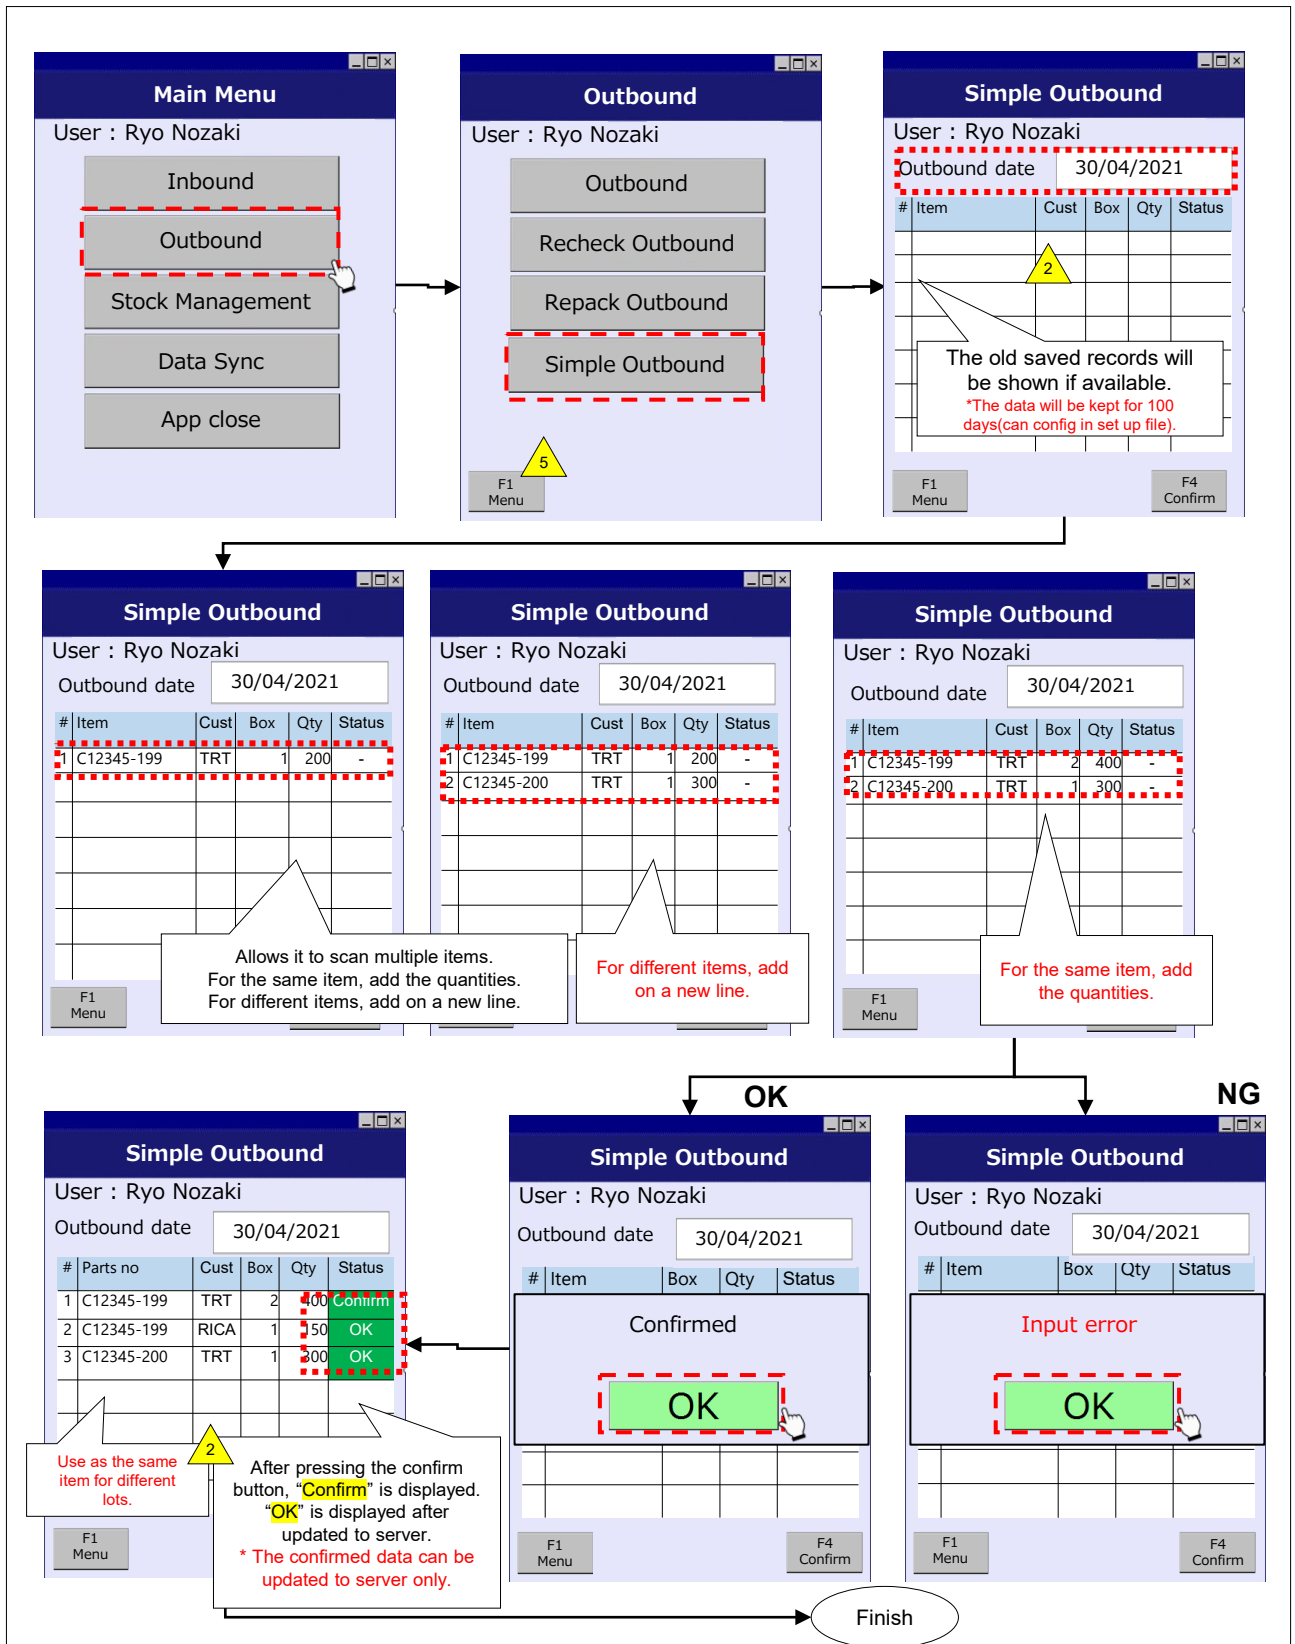 Main Menu
User : Ryo Nozaki
Inbound
Outbound
Stock Management
Data Sync
App close
Outbound
User : Ryo Nozaki
Outbound
Recheck Outbound
Repack Outbound
Simple Outbound
5
F1
Menu
Simple Outbound
User : Ryo Nozaki
Outbound date 30/04/2021
# Item Cust Box Qty Status
2
The old saved records will
be shown if available.
*The data will be kept for 100
days(can config in set up file).
F1
Menu
F4
Confirm
Simple Outbound
User : Ryo Nozaki
Outbound date 30/04/2021
# Item Cust Box Qty Status
1 C12345-199 TRT 1 200 -
Allows it to scan multiple items.
For the same item, add the quantities.
For different items, add on a new line.
F1
Menu
Simple Outbound
User : Ryo Nozaki
Outbound date 30/04/2021
# Item Cust Box Qty Status
1 C12345-199 TRT 1 200 -
2 C12345-200 TRT 1 300 -
For different items, add
on a new line.
Simple Outbound
User : Ryo Nozaki
Outbound date 30/04/2021
# Item Cust Box Qty Status
1 C12345-199 TRT 2 400 -
2 C12345-200 TRT 1 300 -
For the same item, add
the quantities.
F1
Menu
OK
NG
Simple Outbound
User : Ryo Nozaki
Outbound date 30/04/2021
# Parts no Cust Box Qty Status
1 C12345-199 TRT 2 400 Confirm
2 C12345-199 RICA 1 150 OK
3 C12345-200 TRT 1 300 OK
Use as the same
item for different
lots.
2
After pressing the confirm
button, “Confirm” is displayed.
“OK” is displayed after
updated to server.
* The confirmed data can be
updated to server only.
F1
Menu
Simple Outbound
User : Ryo Nozaki
Outbound date 30/04/2021
# Item Box Qty Status
Confirmed
OK
F1
Menu
F4
Confirm
Simple Outbound
User : Ryo Nozaki
Outbound date 30/04/2021
# Item Box Qty Status
Input error
OK
F1
Menu
F4
Confirm
Finish